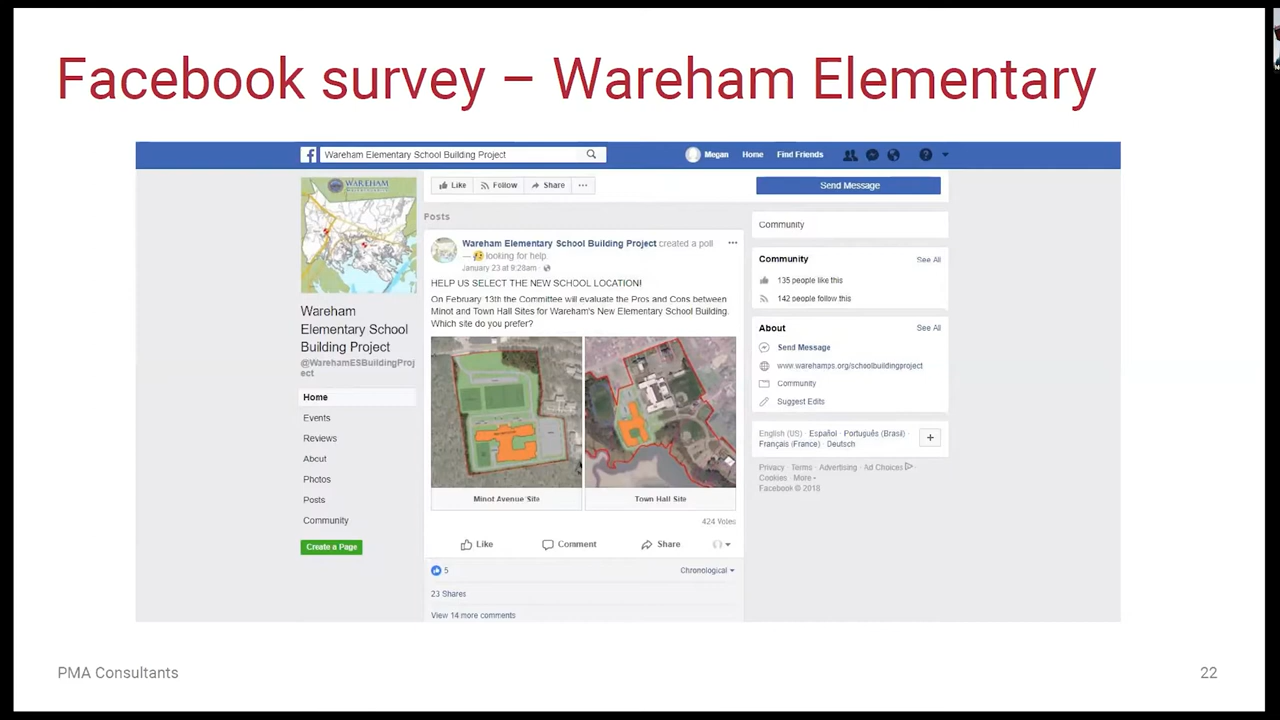 Facebook survey – Wareham Elementary
Wareham Elementary School Building Project
Megan Home Find Friends
WAREHAM
Wareham
Elementary School
Building Project
@WarehamESBuildingProj
ect
Home
Events
Reviews
About
Photos
Posts
Community
Create a Page
Like Follow Share ...
Posts
Wareham Elementary School Building Project created a poll
— looking for help.
January 23 at 9:28am ·
HELP US SELECT THE NEW SCHOOL LOCATION!
On February 13th the Committee will evaluate the Pros and Cons between
Minot and Town Hall Sites for Wareham's New Elementary School Building.
Which site do you prefer?
Minot Avenue Site
Town Hall Site
424 Votes
Like Comment Share
5
Chronological
23 Shares
View 14 more comments
Send Message
Community
Community See All
135 people like this
142 people follow this
About See All
Send Message
www.warehamps.org/schoolbuildingproject
Community
Suggest Edits
English (US) · Español · Português (Brasil) ·
Français (France) · Deutsch
Privacy · Terms · Advertising · Ad Choices ·
Cookies · More
Facebook © 2018
PMA Consultants
22